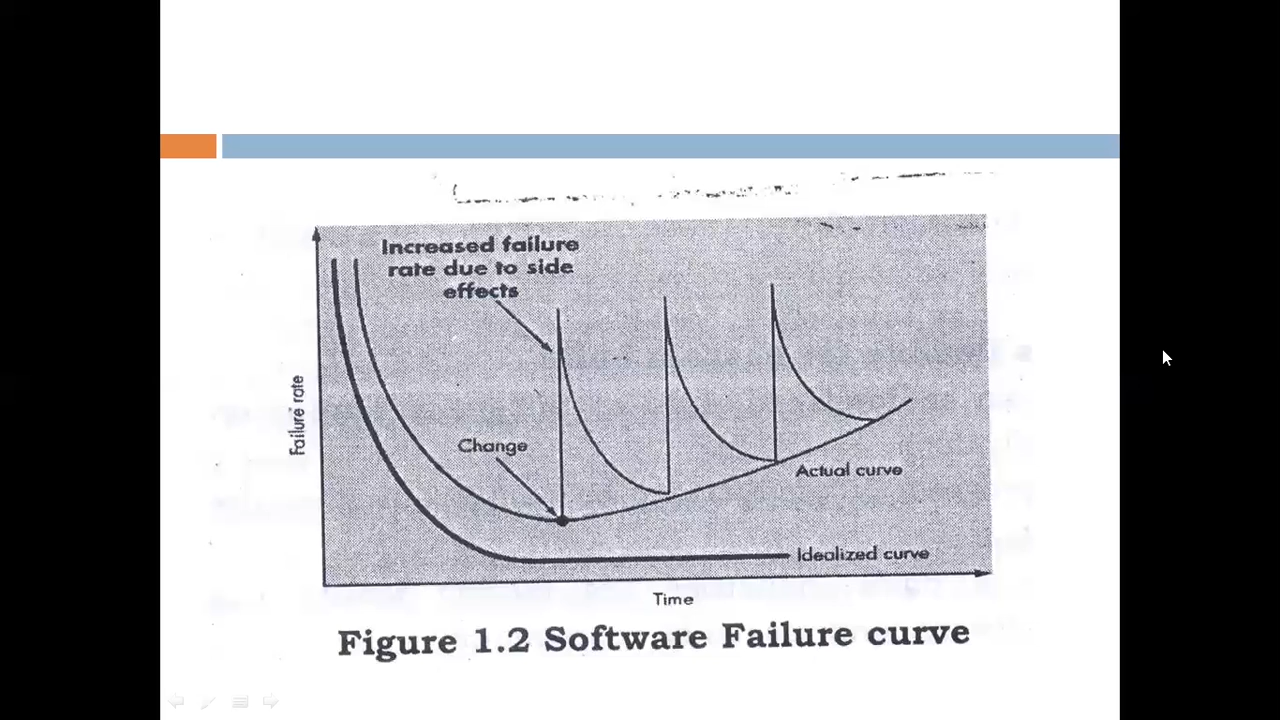 Increased failure
rate due to side
effects
Failure rate
Change
Actual curve
Idealized curve
Time
Figure 1.2 Software Failure curve